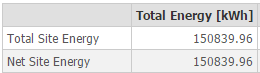 Total Energy [kWh]
Total Site Energy 150839.96
Net Site Energy 150839.96